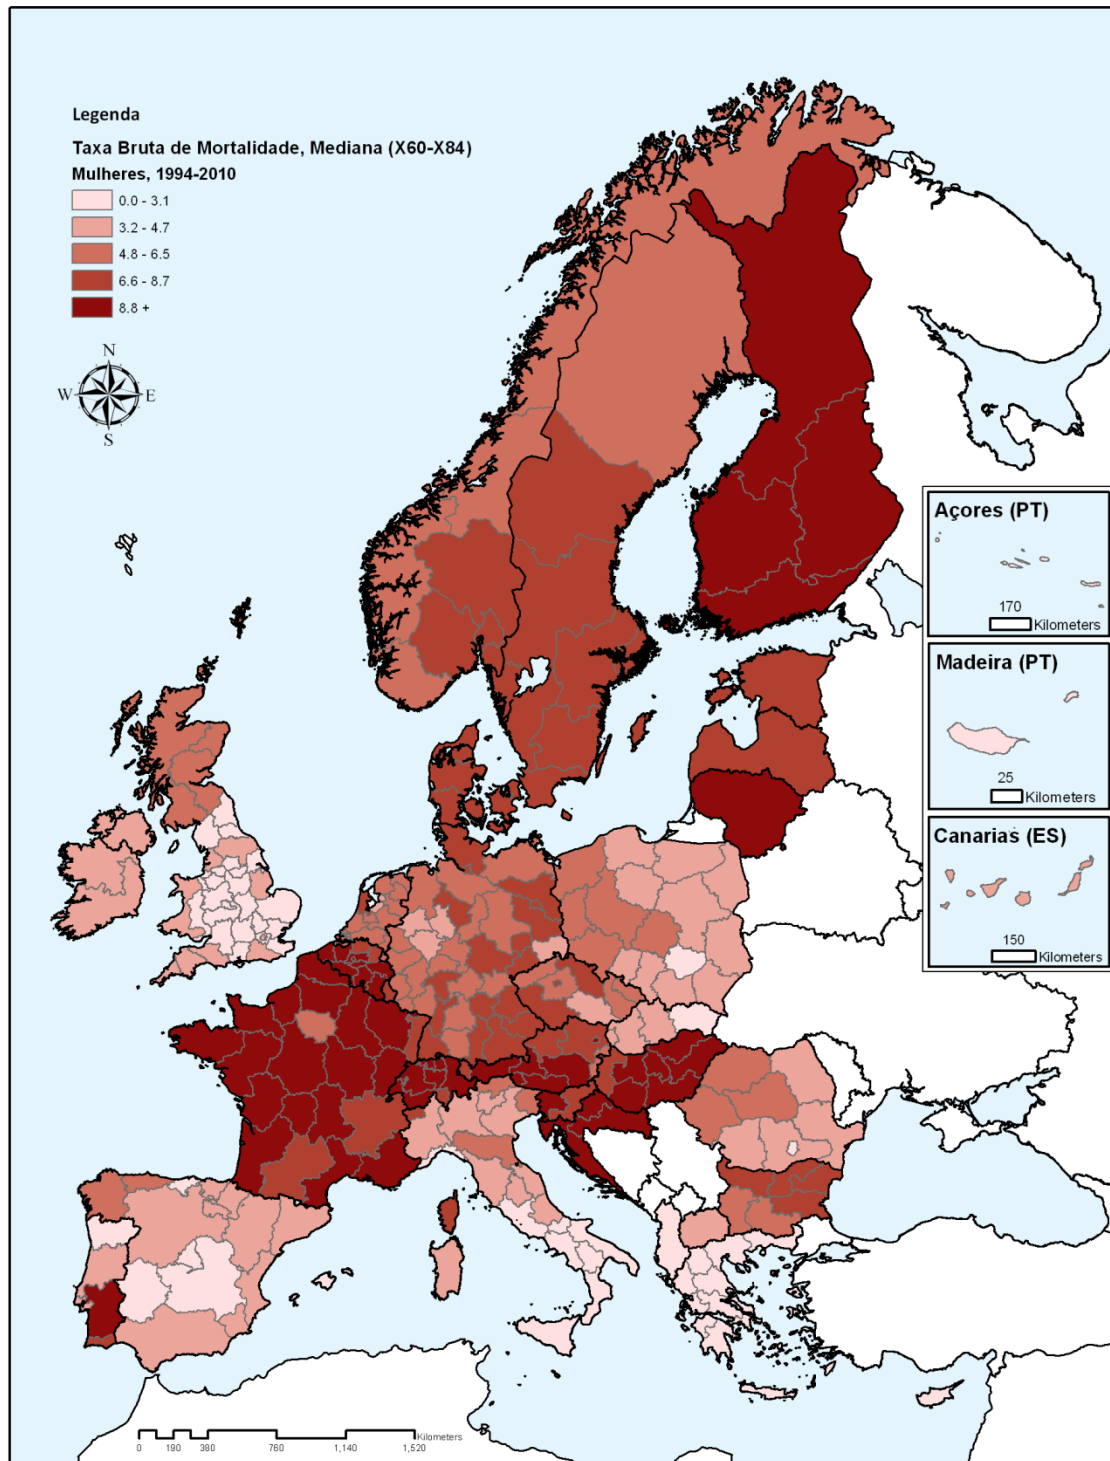 Legenda
Taxa Bruta de Mortalidade, Mediana (X60-X84)
Mulheres, 1994-2010
0.0 - 3.1
3.2 - 4.7
4.8 - 6.5
6.6 - 8.7
8.8 +
N
W E
S
Açores (PT)
170
Kilometers
Madeira (PT)
25
Kilometers
Canarias (ES)
150
Kilometers
Kilometers
0 190 380 760 1,140 1,520